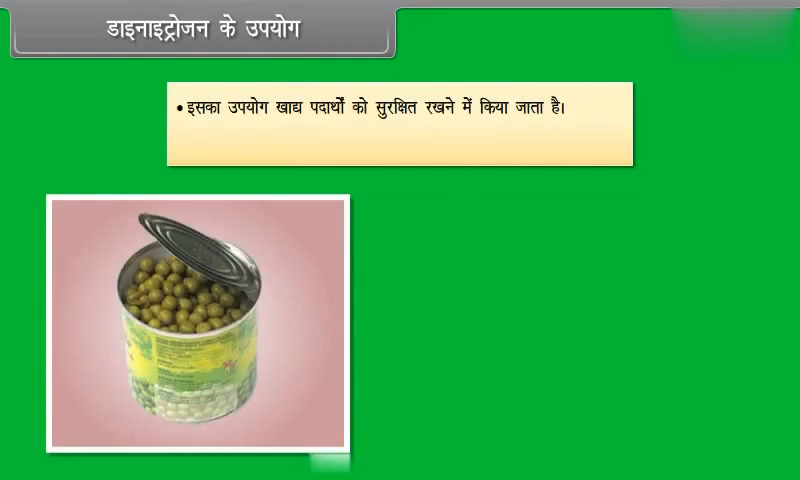 डाइनाइट्रोजन के उपयोग
• इसका उपयोग खाद्य पदार्थों को सुरक्षित रखने में किया जाता है।